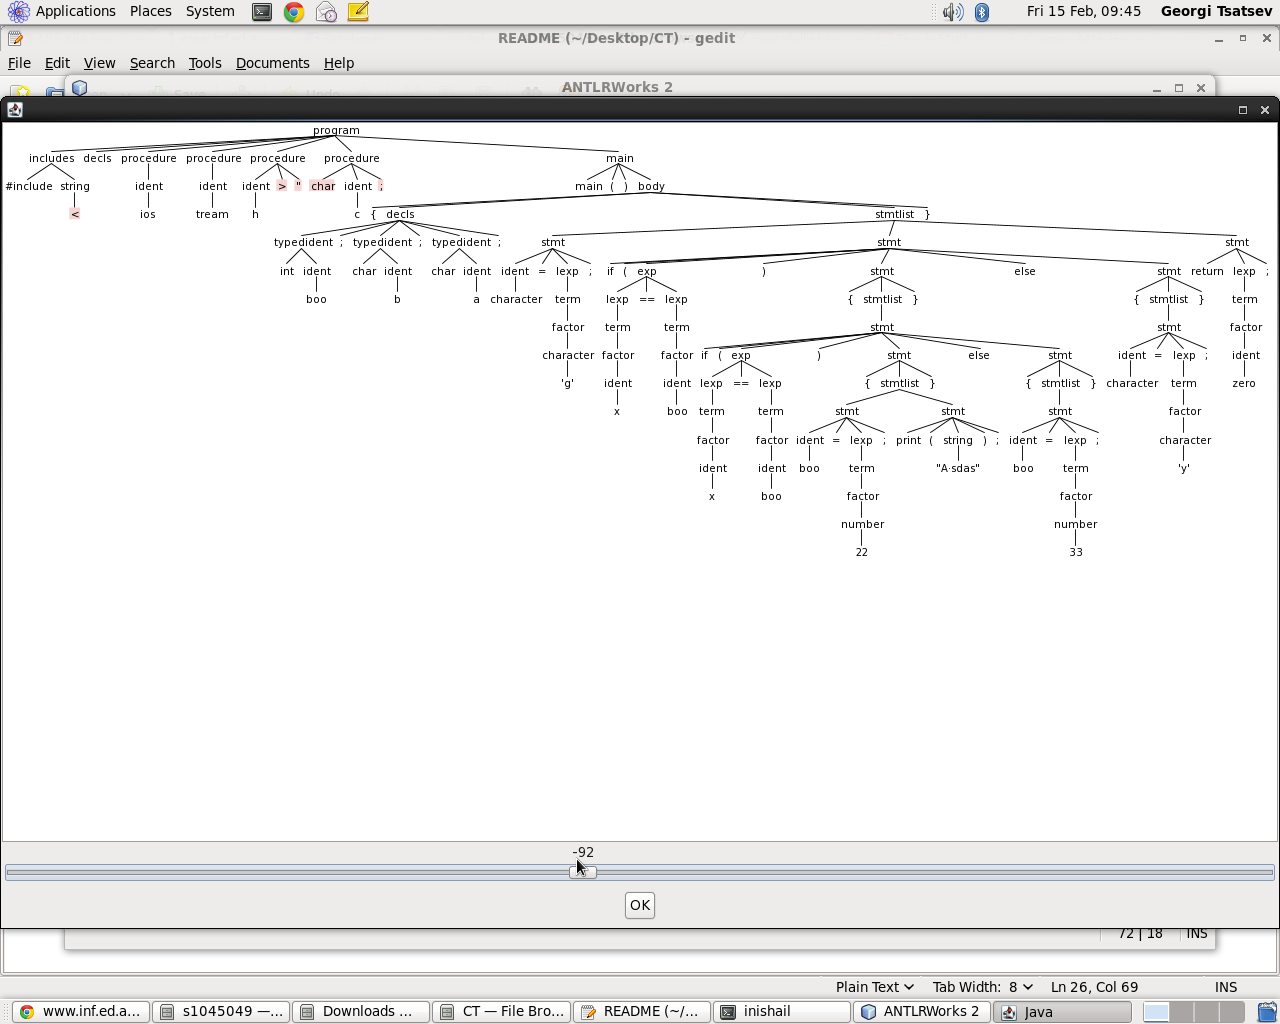 Applications Places System Fri 15 Feb, 09:45 Georgi Tsatsev
README (~/Desktop/CT) - gedit
File Edit View Search Tools Documents Help
ANTLRWorks 2
program
includes decls procedure procedure procedure procedure main
#include string ident ident ident > " char ident ; main ( ) body
< ios tream h c { decls stmtlist }
typedident ; typedident ; typedident ; stmt stmt stmt
int ident char ident char ident ident = lexp ; if ( exp ) stmt else stmt return lexp ;
boo b a character term lexp == lexp { stmtlist } { stmtlist } term
factor term term stmt stmt factor
character factor factor if ( exp ) stmt else stmt ident = lexp ; ident
'g' ident ident lexp == lexp { stmtlist } { stmtlist } character term zero
x boo term term stmt stmt stmt factor
factor factor ident = lexp ; print ( string ) ; ident = lexp ; character
ident ident boo term "A·sdas" boo term 'y'
x boo factor factor
number number
22 33
-92
OK
72 | 18 INS
Plain Text Tab Width: 8 Ln 26, Col 69 INS
www.inf.ed.a... s1045049 —... Downloads ... CT — File Bro... README (~/... inishail ANTLRWorks 2 Java